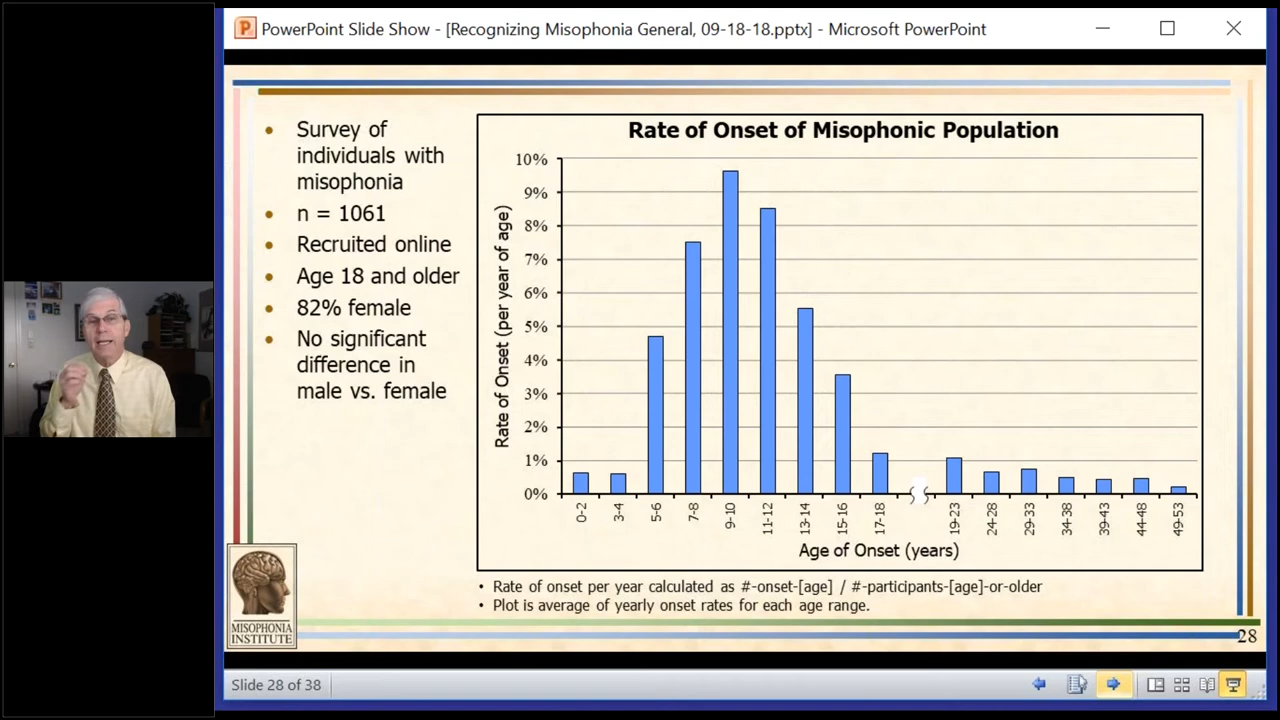 PowerPoint Slide Show - [Recognizing Misophonia General, 09-18-18.pptx] - Microsoft PowerPoint
• Survey of
individuals with
misophonia
• n = 1061
• Recruited online
• Age 18 and older
• 82% female
• No significant
difference in
male vs. female
Rate of Onset of Misophonic Population
Rate of Onset (per year of age)
10%
9%
8%
7%
6%
5%
4%
3%
2%
1%
0%
0-2
3-4
5-6
7-8
9-10
11-12
13-14
15-16
17-18
19-23
24-28
29-33
34-38
39-43
44-48
49-53
Age of Onset (years)
• Rate of onset per year calculated as #-onset-[age] / #-participants-[age]-or-older
• Plot is average of yearly onset rates for each age range.
MISOPHONIA
INSTITUTE
28
Slide 28 of 38